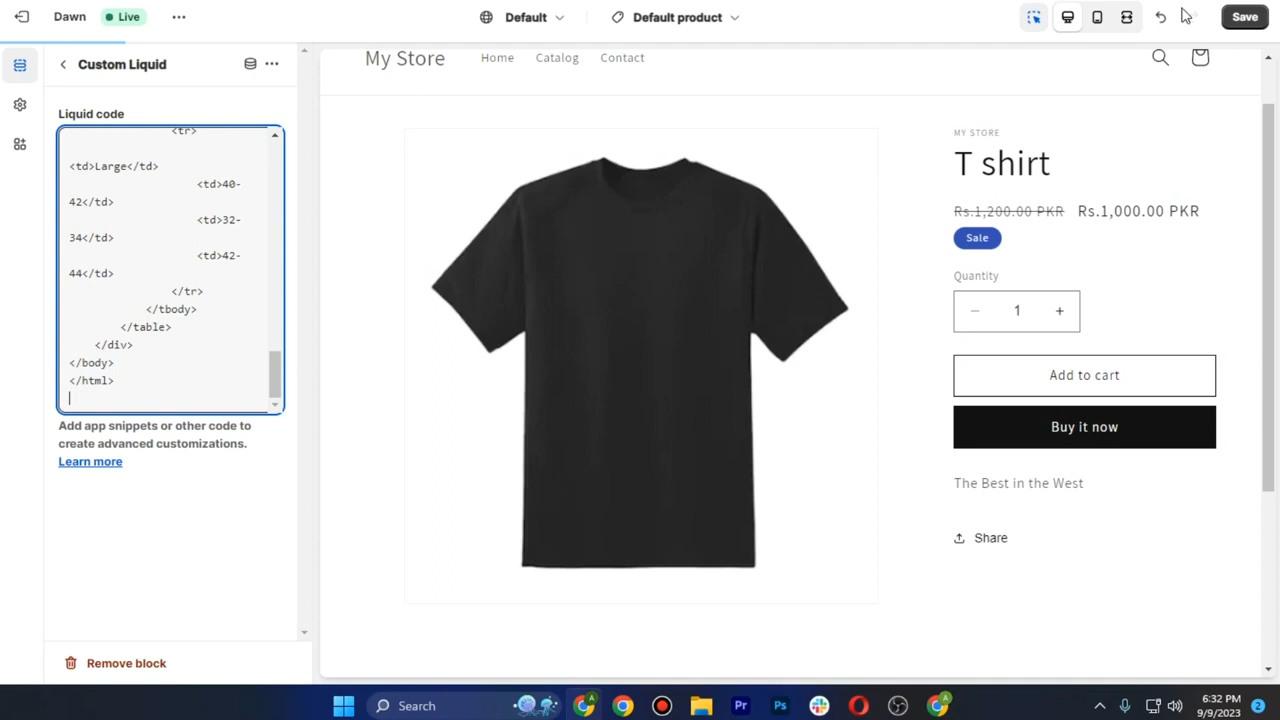 Dawn
Live
Default
Default product
Save
Custom Liquid
Liquid code
<tr>
<td>Large</td>
<td>40-
42</td>
<td>32-
34</td>
<td>42-
44</td>
</tr>
</tbody>
</table>
</div>
</body>
</html>
Add app snippets or other code to
create advanced customizations.
Learn more
Remove block
My Store
Home
Catalog
Contact
MY STORE
T shirt
Rs.1,200.00 PKR Rs.1,000.00 PKR
Sale
Quantity
− 1 +
Add to cart
Buy it now
The Best in the West
Share
Search
Pr
Ps
A
A
6:32 PM
9/9/2023
2